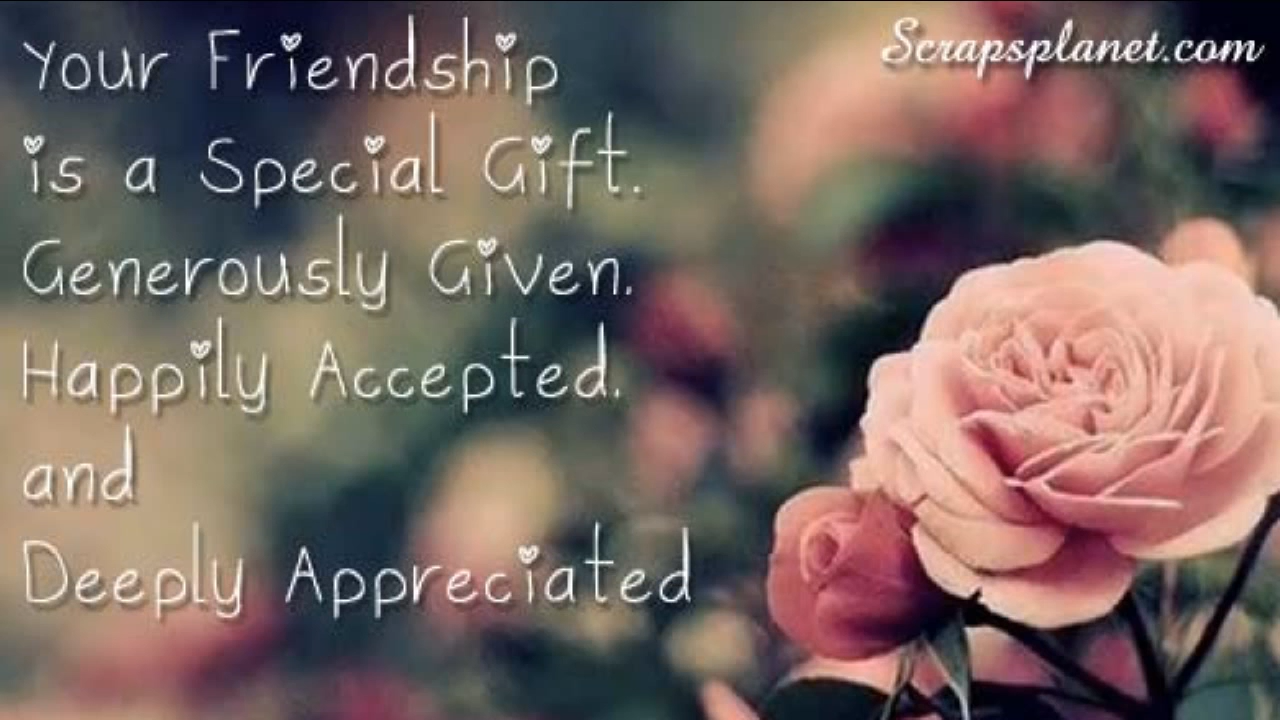 Scrapsplanet.com
Your Friendship
is a Special Gift.
Generously Given.
Happily Accepted.
and
Deeply Appreciated